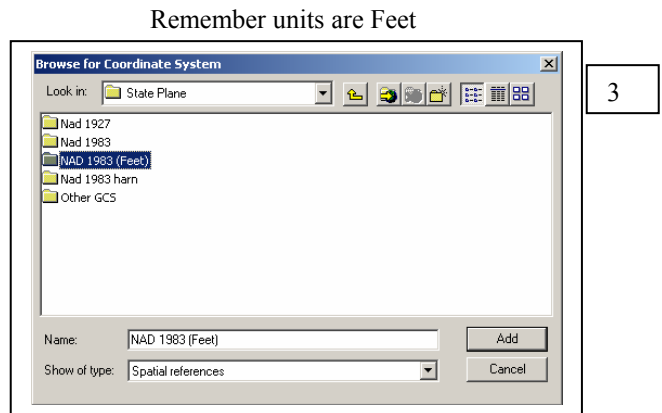 Remember units are Feet
Browse for Coordinate System
Look in: State Plane
3
Nad 1927
Nad 1983
NAD 1983 (Feet)
Nad 1983 harn
Other GCS
Name: NAD 1983 (Feet) Add
Show of type: Spatial references Cancel